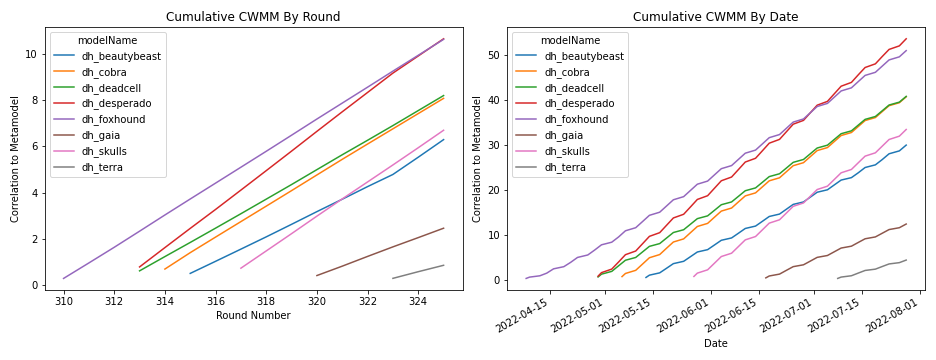 Cumulative CWMM By Round
Correlation to Metamodel
10
8
6
4
2
0
modelName
dh_beautybeast
dh_cobra
dh_deadcell
dh_desperado
dh_foxhound
dh_gaia
dh_skulls
dh_terra
310
312
314
316
318
320
322
324
Round Number
Cumulative CWMM By Date
Correlation to Metamodel
50
40
30
20
10
0
modelName
dh_beautybeast
dh_cobra
dh_deadcell
dh_desperado
dh_foxhound
dh_gaia
dh_skulls
dh_terra
2022-04-15
2022-05-01
2022-05-15
2022-06-01
2022-06-15
2022-07-01
2022-07-15
2022-08-01
Date